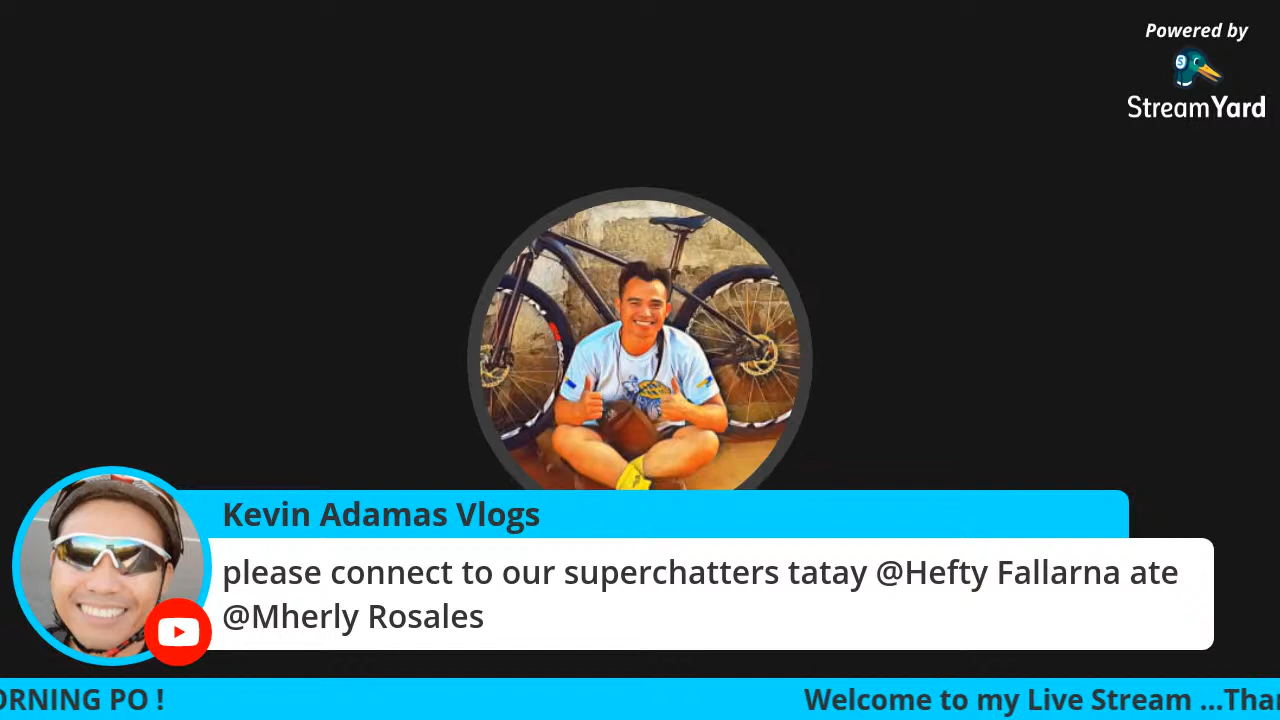 Powered by
StreamYard
Kevin Adamas Vlogs
please connect to our superchatters tatay @Hefty Fallarna ate
@Mherly Rosales
ORNING PO !
Welcome to my Live Stream ...Than